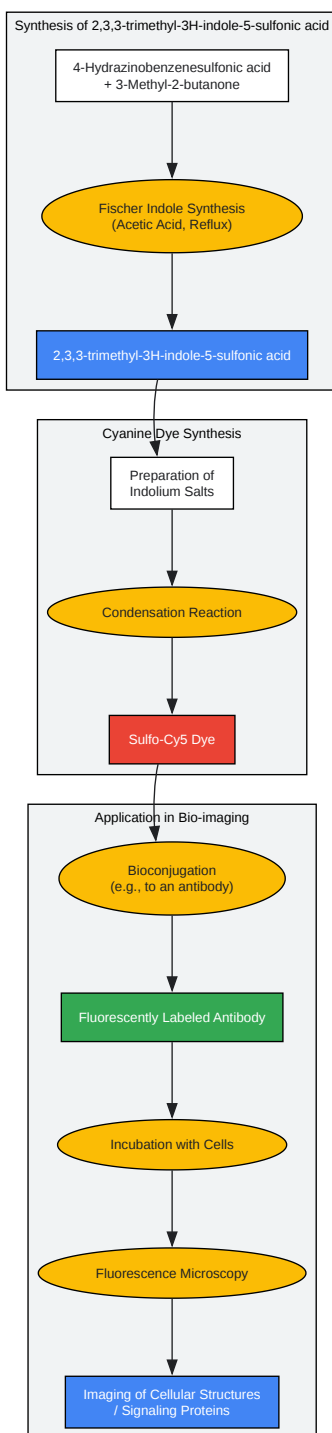 Synthesis of 2,3,3-trimethyl-3H-indole-5-sulfonic acid
4-Hydrazinobenzenesulfonic acid
+ 3-Methyl-2-butanone
Fischer Indole Synthesis
(Acetic Acid, Reflux)
2,3,3-trimethyl-3H-indole-5-sulfonic acid
Cyanine Dye Synthesis
Preparation of
Indolium Salts
Condensation Reaction
Sulfo-Cy5 Dye
Application in Bio-imaging
Bioconjugation
(e.g., to an antibody)
Fluorescently Labeled Antibody
Incubation with Cells
Fluorescence Microscopy
Imaging of Cellular Structures
/ Signaling Proteins